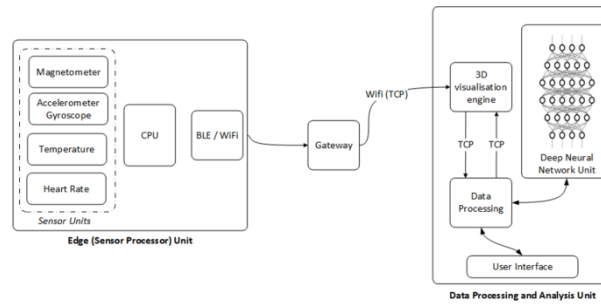 Magnetometer
Accelerometer
Gyroscope
Temperature
Heart Rate
Sensor Units
CPU
BLE / WiFi
Edge (Sensor Processor) Unit
Gateway
Wifi (TCP)
3D
visualisation
engine
TCP
TCP
Data
Processing
Deep Neural
Network Unit
User Interface
Data Processing and Analysis Unit